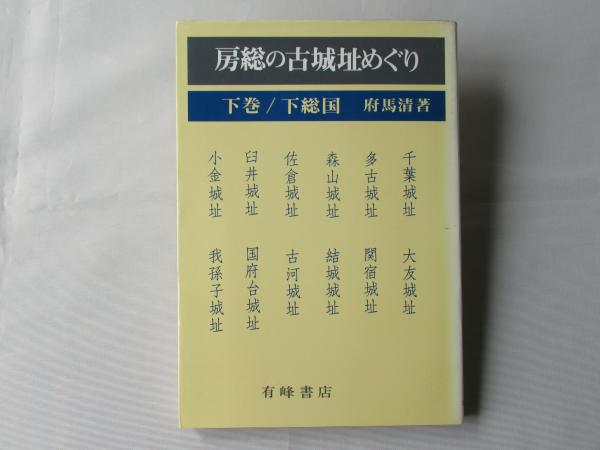 房総の古城址めぐり
下巻/下総国 府馬清著
千葉城址
多古城址
森山城址
佐倉城址
臼井城址
小金城址
大友城址
関宿城址
結城城址
古河城址
国府台城址
我孫子城址
有峰書店